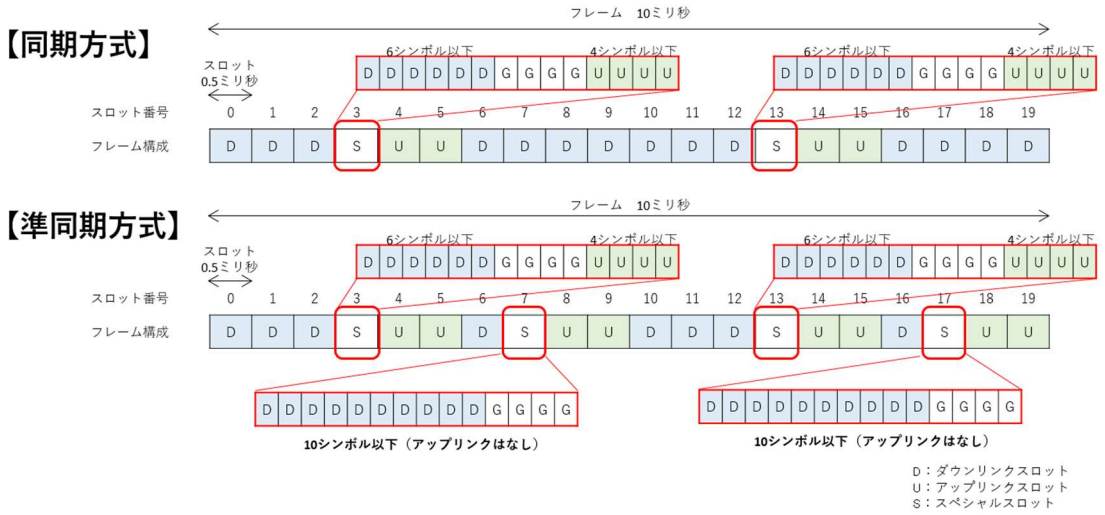 フレーム　10ミリ秒
【同期方式】
6シンボル以下 4シンボル以下 6シンボル以下 4シンボル以下
スロット
0.5ミリ秒
D D D D D D G G G G U U U U D D D D D D G G G G U U U U
スロット番号 0 1 2 3 4 5 6 7 8 9 10 11 12 13 14 15 16 17 18 19
フレーム構成 D D D S U U D D D D D D D S U U D D D D
フレーム　10ミリ秒
【準同期方式】
6シンボル以下 4シンボル以下 6シンボル以下 4シンボル以下
スロット
0.5ミリ秒
D D D D D D G G G G U U U U D D D D D D G G G G U U U U
スロット番号 0 1 2 3 4 5 6 7 8 9 10 11 12 13 14 15 16 17 18 19
フレーム構成 D D D S U U D S U U D D D S U U D S U U
D D D D D D D D D D G G G G D D D D D D D D D D G G G G
10シンボル以下（アップリンクはなし） 10シンボル以下（アップリンクはなし）
D：ダウンリンクスロット
U：アップリンクスロット
S：スペシャルスロット